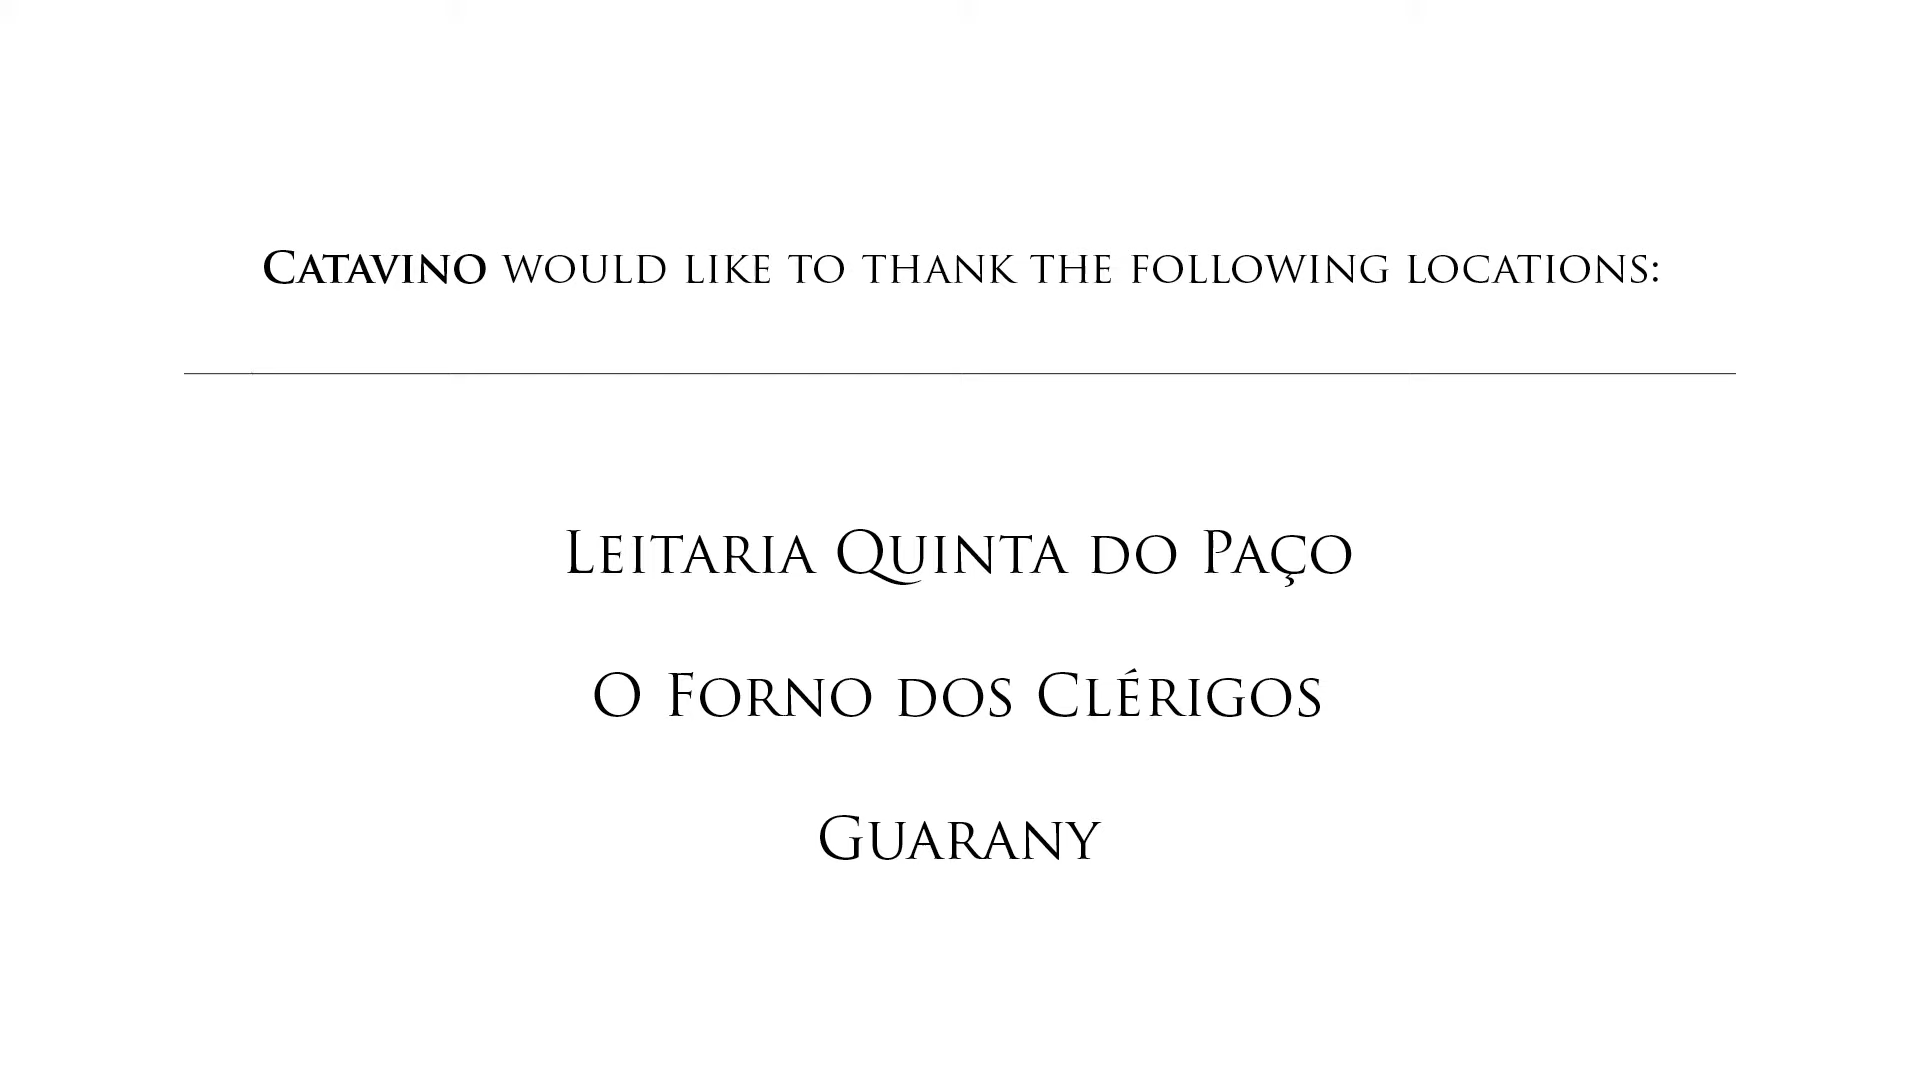 Catavino would like to thank the following locations:
Leitaria Quinta do Paço
O Forno dos Clérigos
Guarany